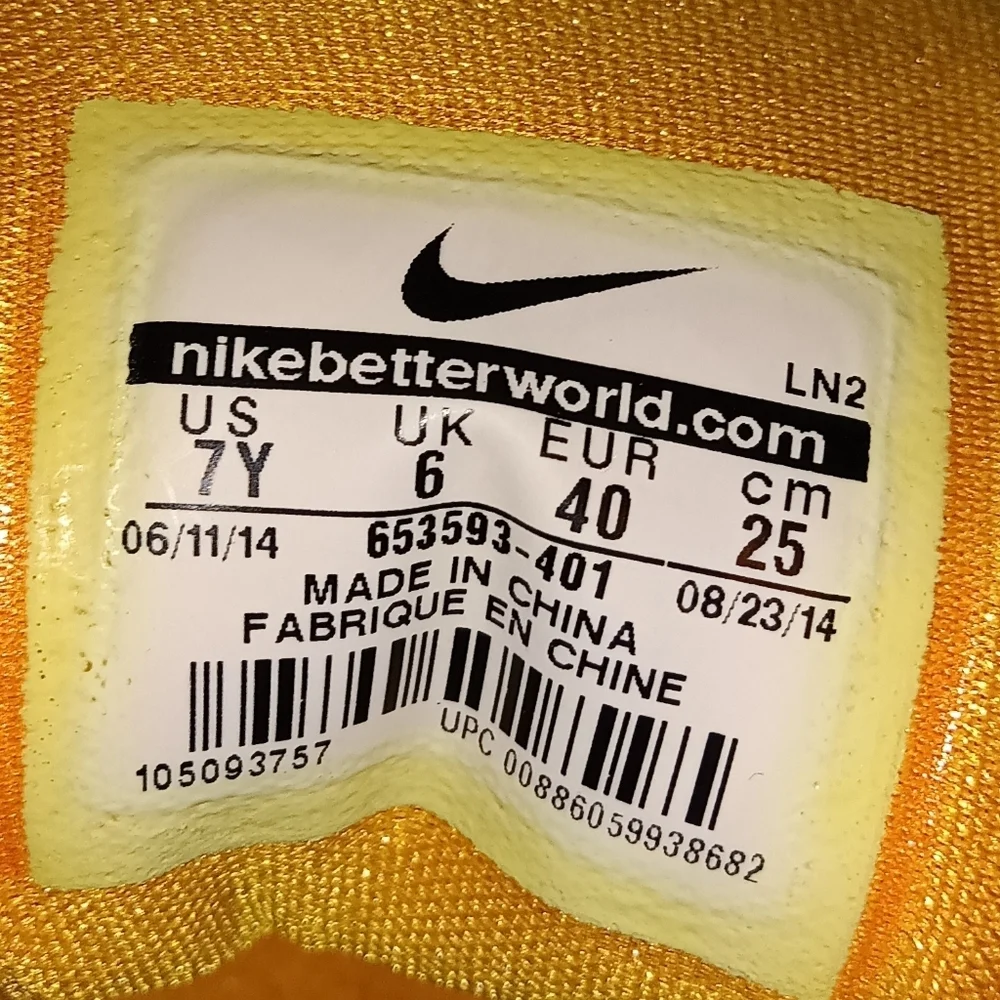 nikebetterworld.com
LN2
US UK EUR cm
7Y 6 40 25
06/11/14 653593-401 08/23/14
MADE IN CHINA
FABRIQUE EN CHINE
105093757 UPC 00886059938682